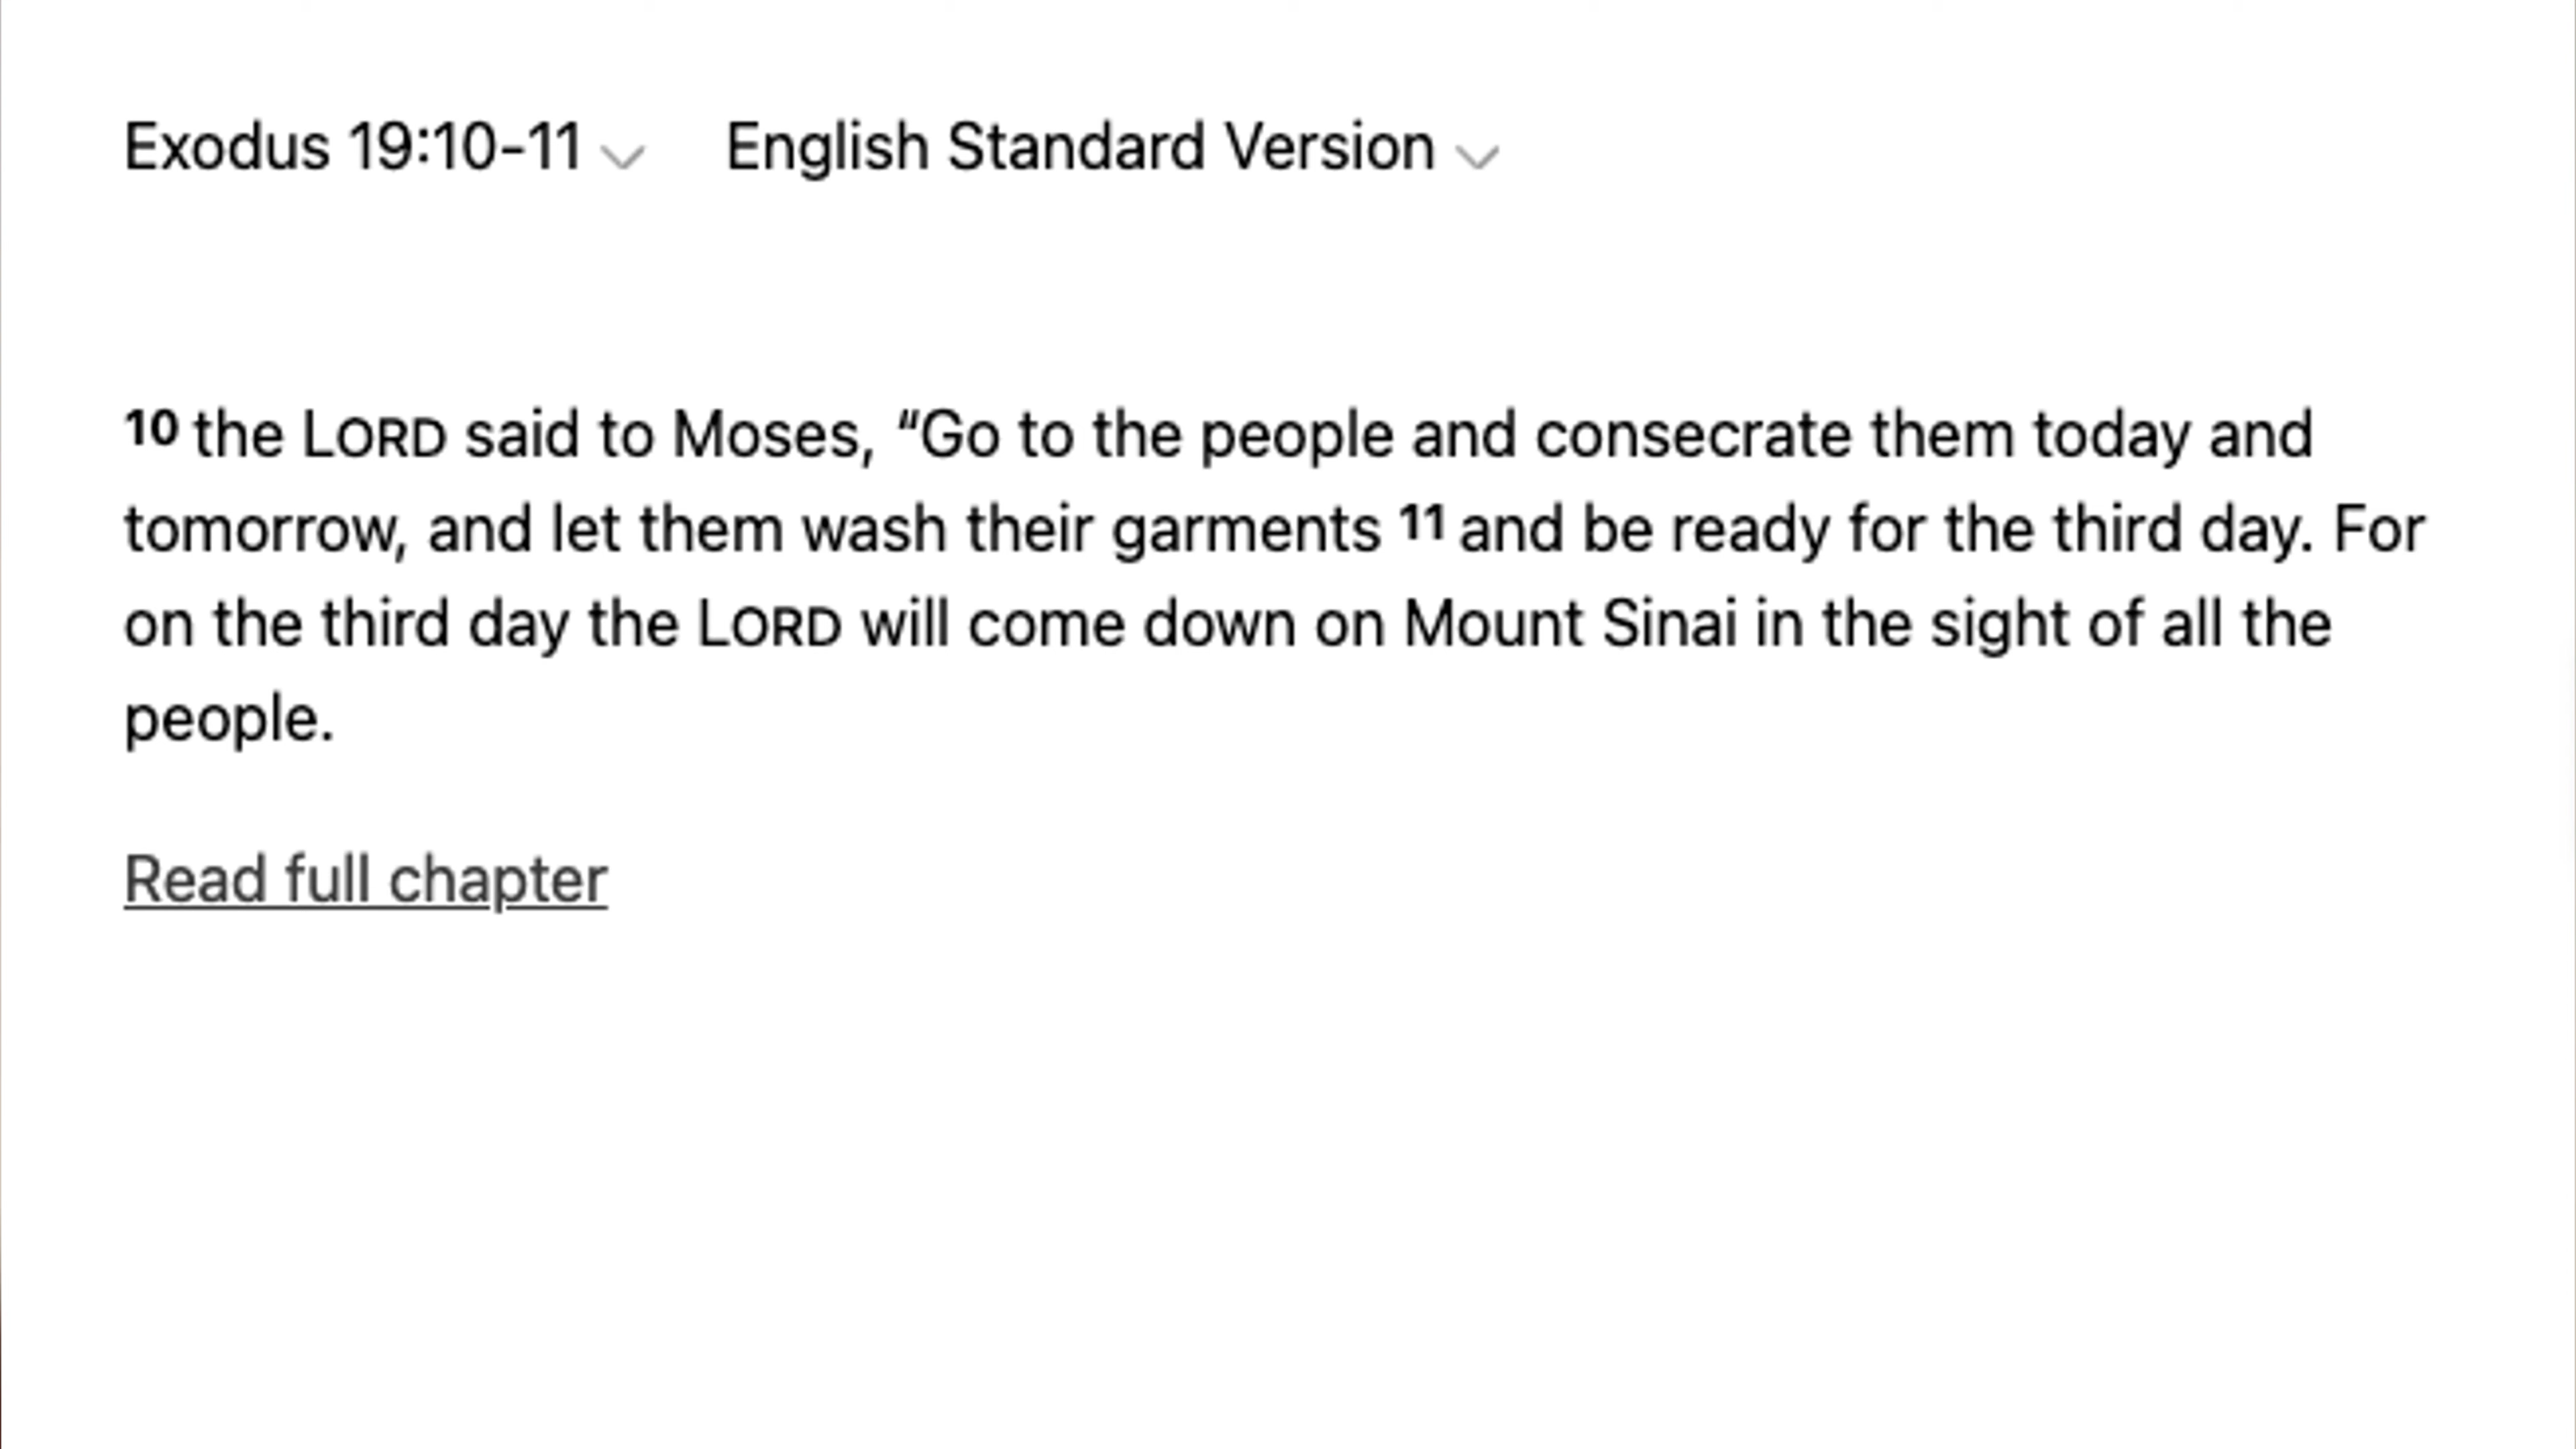 Exodus 19:10-11 English Standard Version
10 the LORD said to Moses, “Go to the people and consecrate them today and
tomorrow, and let them wash their garments 11 and be ready for the third day. For
on the third day the LORD will come down on Mount Sinai in the sight of all the
people.
Read full chapter